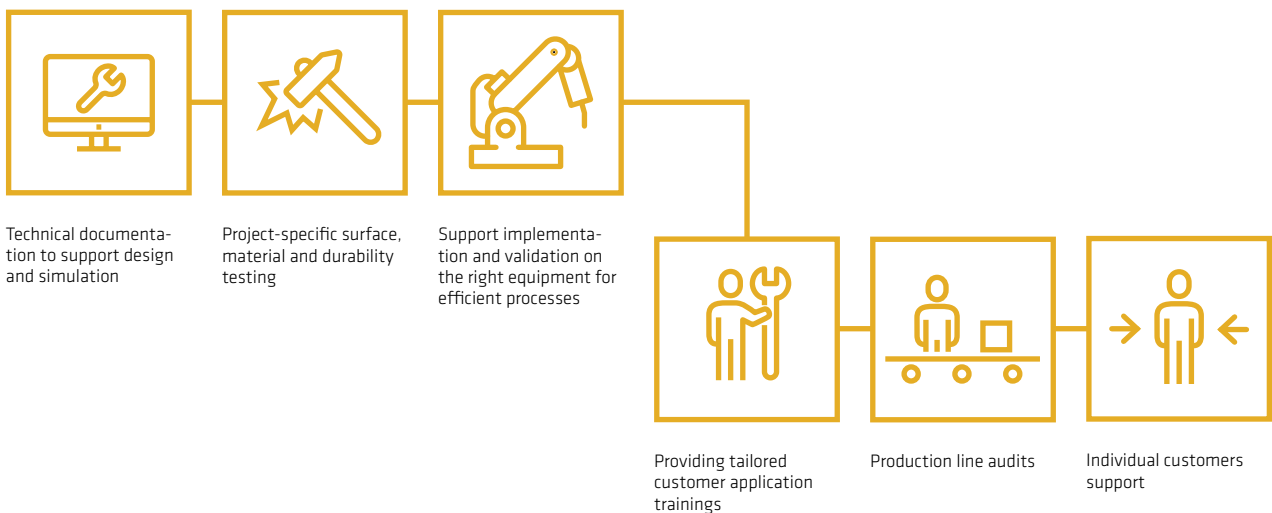 Technical documenta-
tion to support design
and simulation
Project-specific surface,
material and durability
testing
Support implementa-
tion and validation on
the right equipment for
efficient processes
Providing tailored
customer application
trainings
Production line audits
Individual customers
support